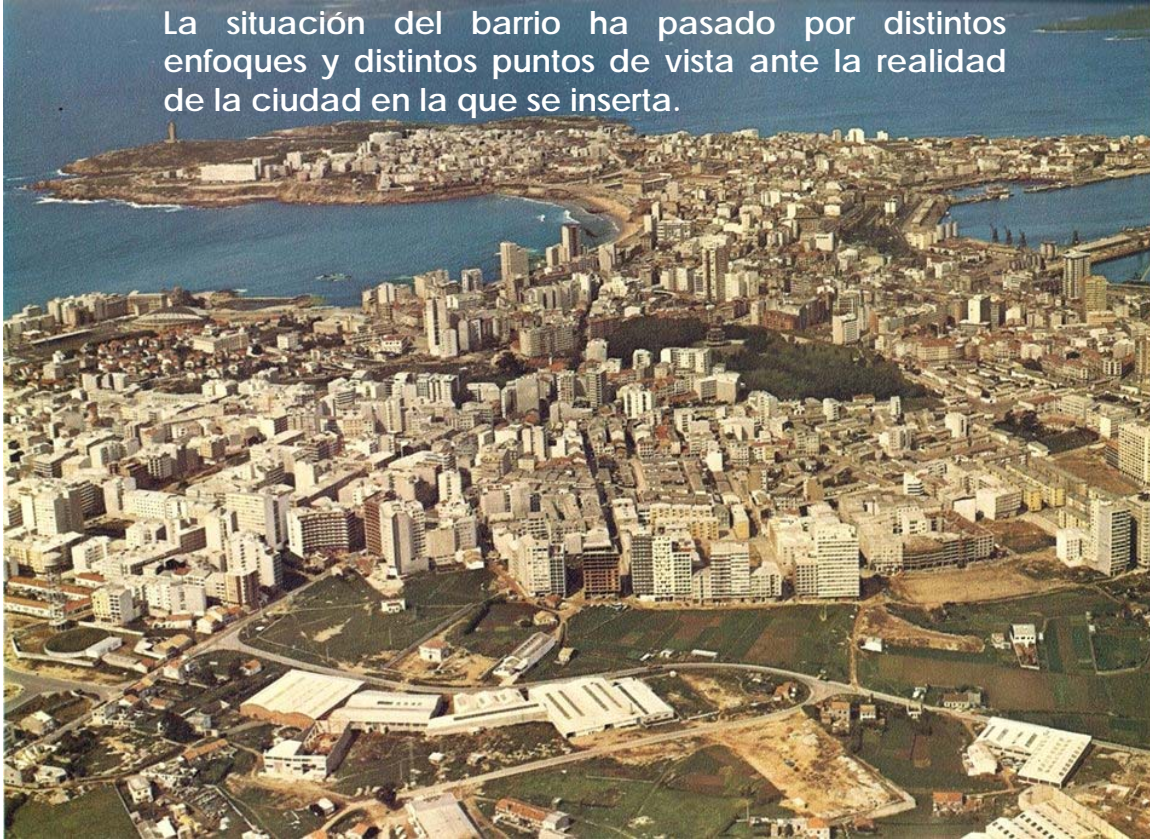 La situación del barrio ha pasado por distintos
enfoques y distintos puntos de vista ante la realidad
de la ciudad en la que se inserta.